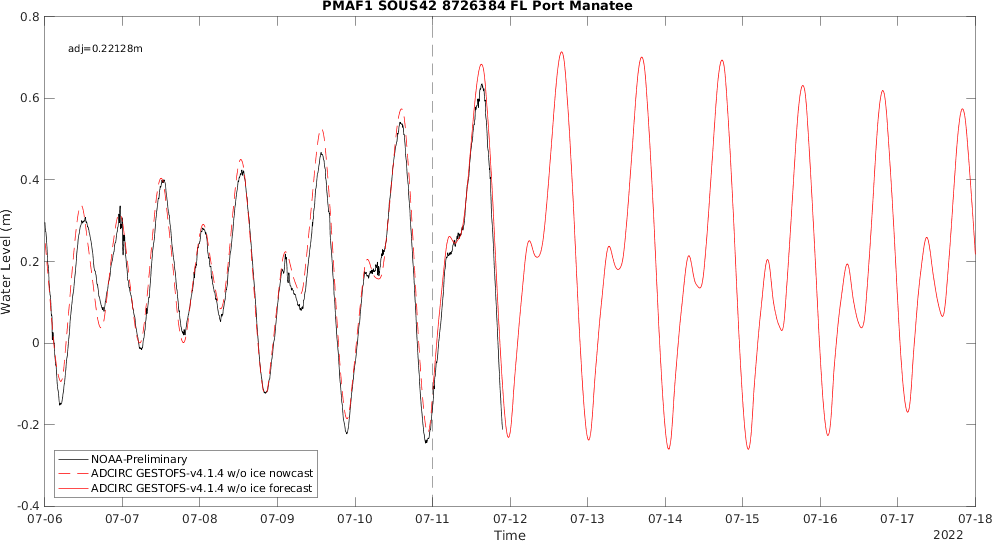 PMAF1 SOUS42 8726384 FL Port Manatee
adj=0.22128m
0.8
0.6
0.4
0.2
0
-0.2
-0.4
Water Level (m)
NOAA-Preliminary
ADCIRC GESTOFS-v4.1.4 w/o ice nowcast
ADCIRC GESTOFS-v4.1.4 w/o ice forecast
07-06 07-07 07-08 07-09 07-10 07-11 07-12 07-13 07-14 07-15 07-16 07-17 07-18
Time
2022